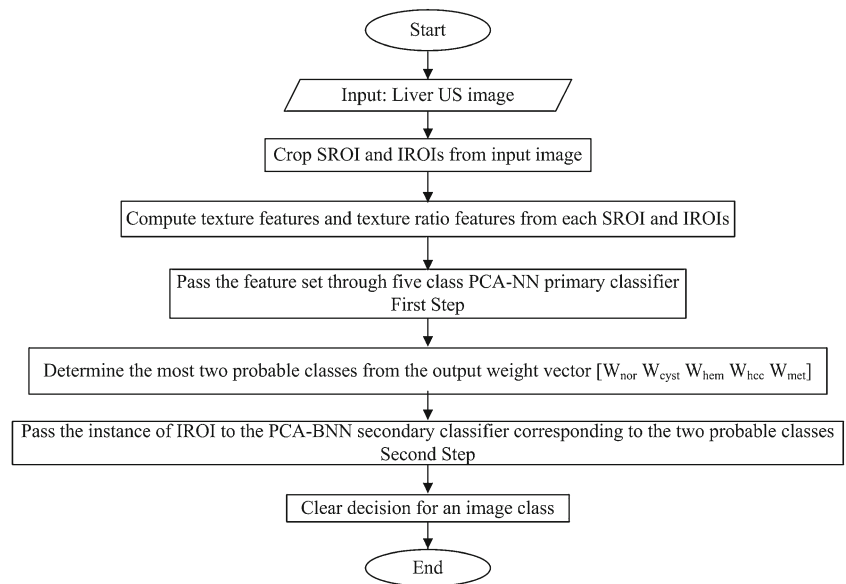 Start
Input: Liver US image
Crop SROI and IROIs from input image
Compute texture features and texture ratio features from each SROI and IROIs
Pass the feature set through five class PCA-NN primary classifier
First Step
Determine the most two probable classes from the output weight vector [Wnor Wcyst Whem Whcc Wmet]
Pass the instance of IROI to the PCA-BNN secondary classifier corresponding to the two probable classes
Second Step
Clear decision for an image class
End